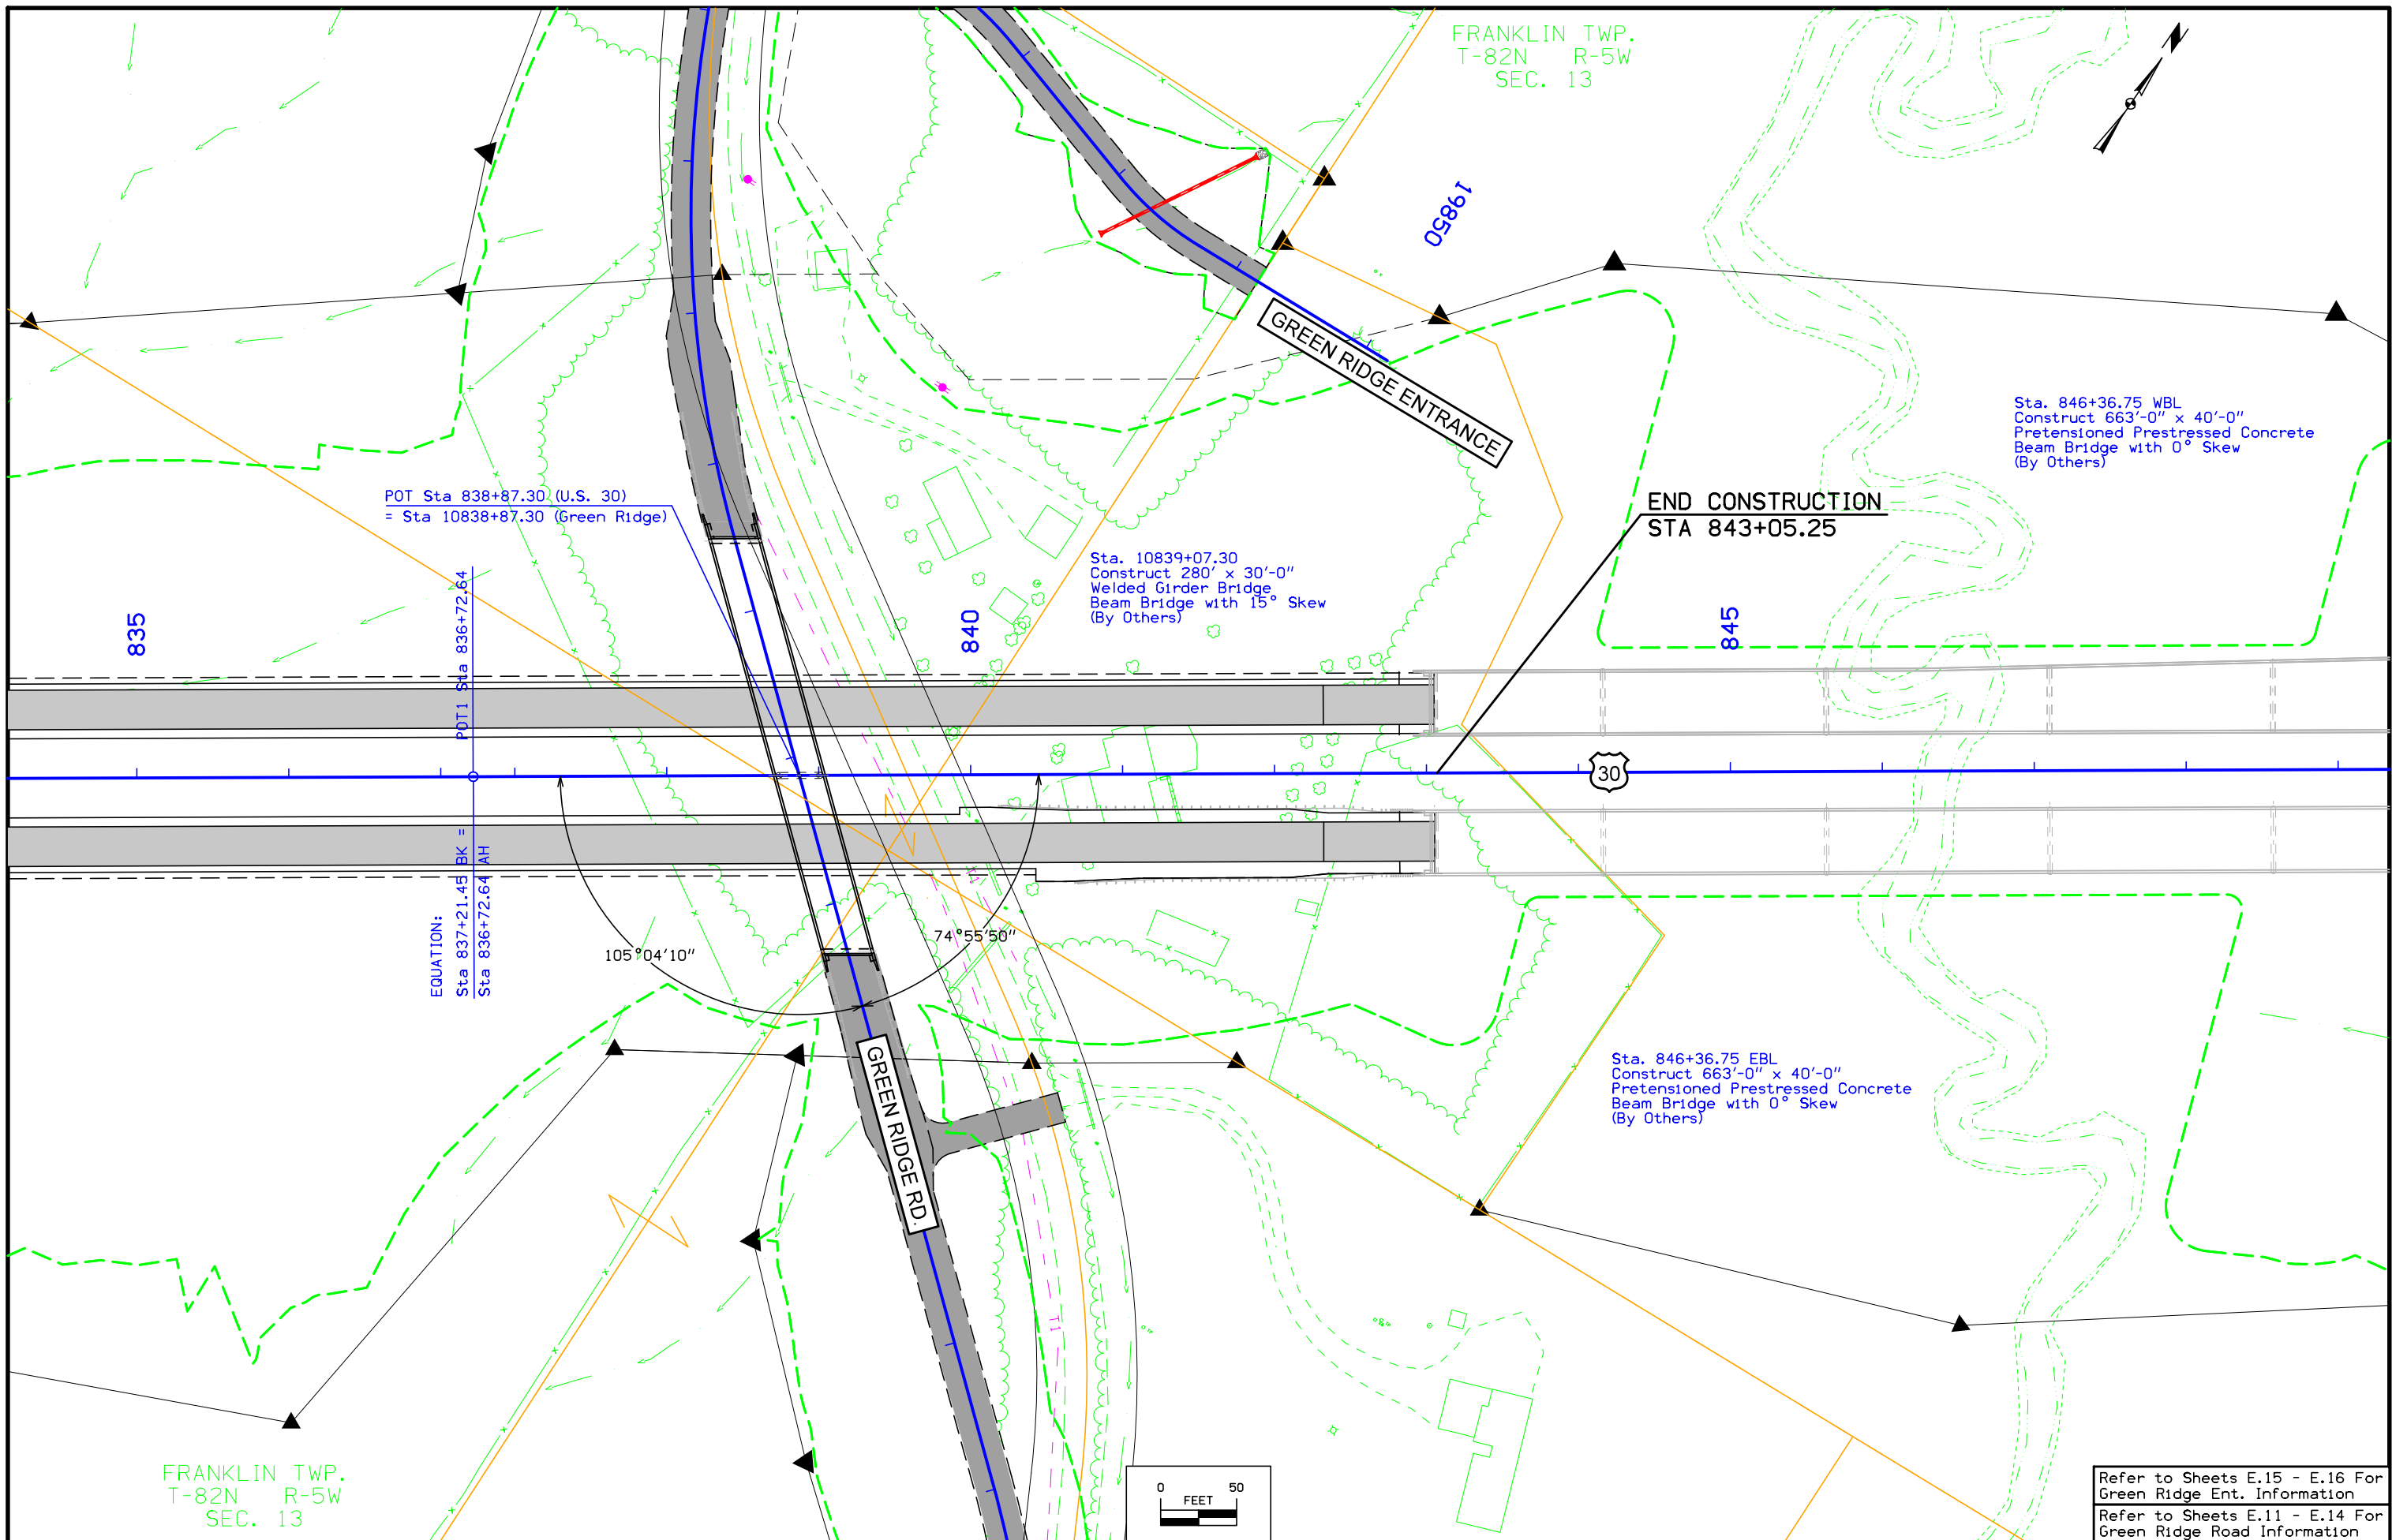 FRANKLIN TWP.
T-82N R-5W
SEC. 13
N
19850
GREEN RIDGE ENTRANCE
Sta. 846+36.75 WBL
Construct 663'-0" x 40'-0"
Pretensioned Prestressed Concrete
Beam Bridge with 0° Skew
(By Others)
POT Sta 838+87.30 (U.S. 30)
= Sta 10838+87.30 (Green Ridge)
END CONSTRUCTION
STA 843+05.25
Sta. 10839+07.30
Construct 280' x 30'-0"
Welded Girder Bridge
Beam Bridge with 15° Skew
(By Others)
835
840
845
POT1 Sta 836+72.64
30
EQUATION:
Sta 837+21.45 BK =
Sta 836+72.64 AH
105°04'10"
74°55'50"
GREEN RIDGE RD.
Sta. 846+36.75 EBL
Construct 663'-0" x 40'-0"
Pretensioned Prestressed Concrete
Beam Bridge with 0° Skew
(By Others)
T1
T1
FRANKLIN TWP.
T-82N R-5W
SEC. 13
0 50
FEET
Refer to Sheets E.15 - E.16 For
Green Ridge Ent. Information
Refer to Sheets E.11 - E.14 For
Green Ridge Road Information